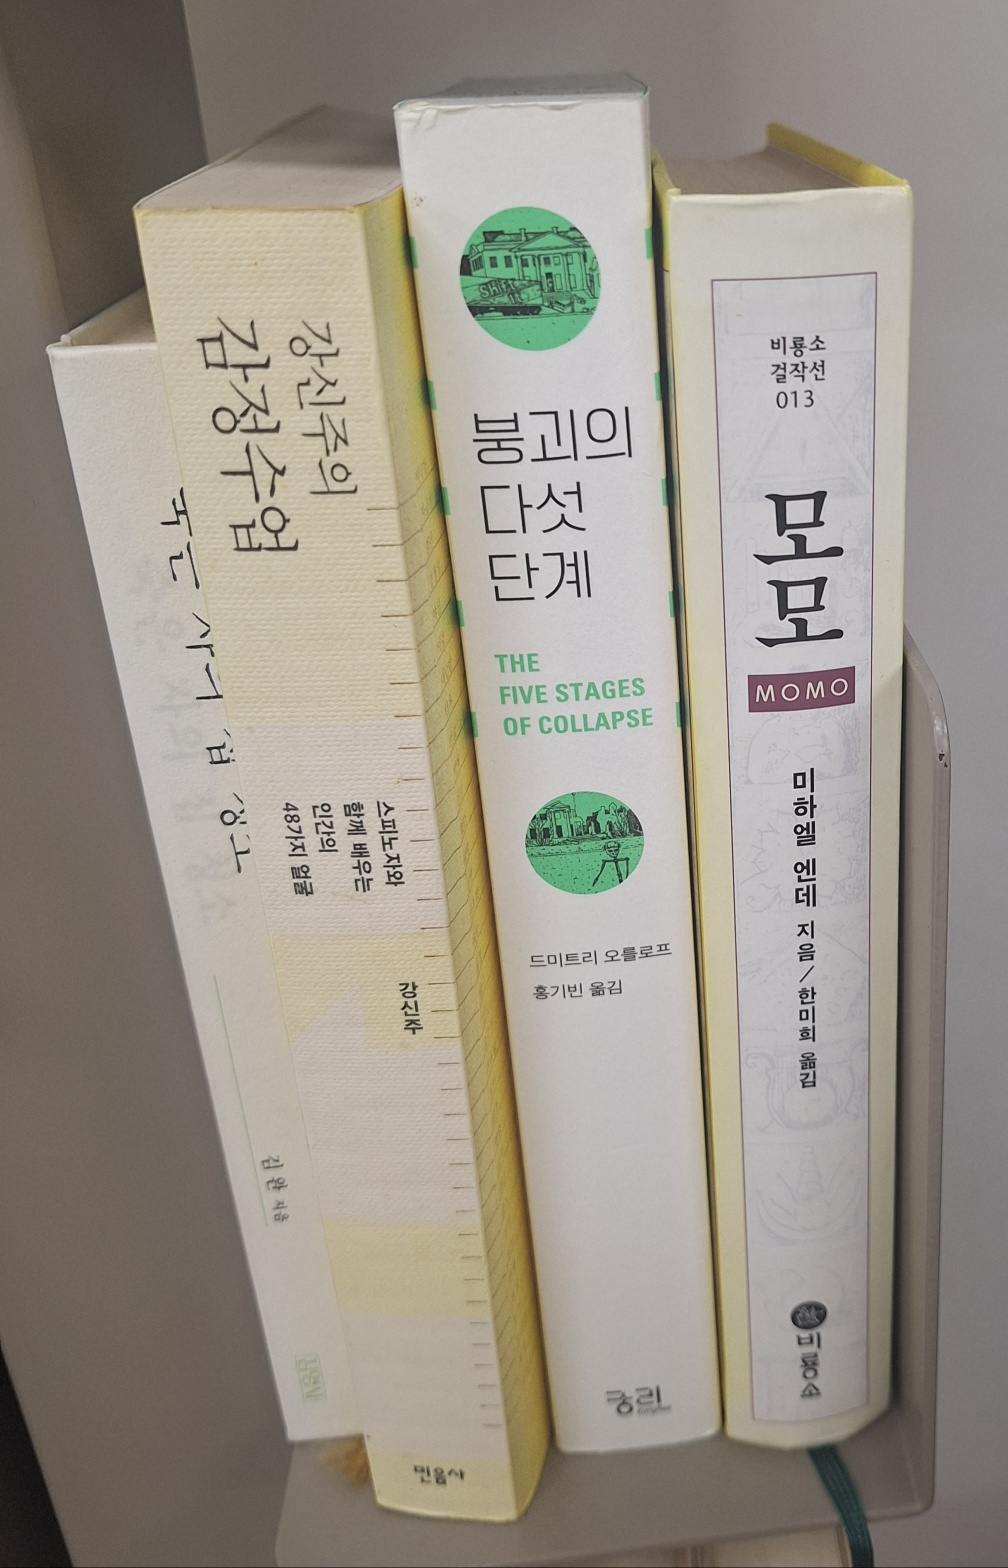 김완 지음
강신주의
감정수업
스피노자와
함께 배우는
인간의
48가지 얼굴
강신주
민음사
붕괴의
다섯
단계
THE
FIVE STAGES
OF COLLAPSE
드미트리 오를로프
홍기빈 옮김
궁리
비룡소
걸작선
013
모모
MOMO
미하엘 엔데 지음/한미희 옮김
비룡소